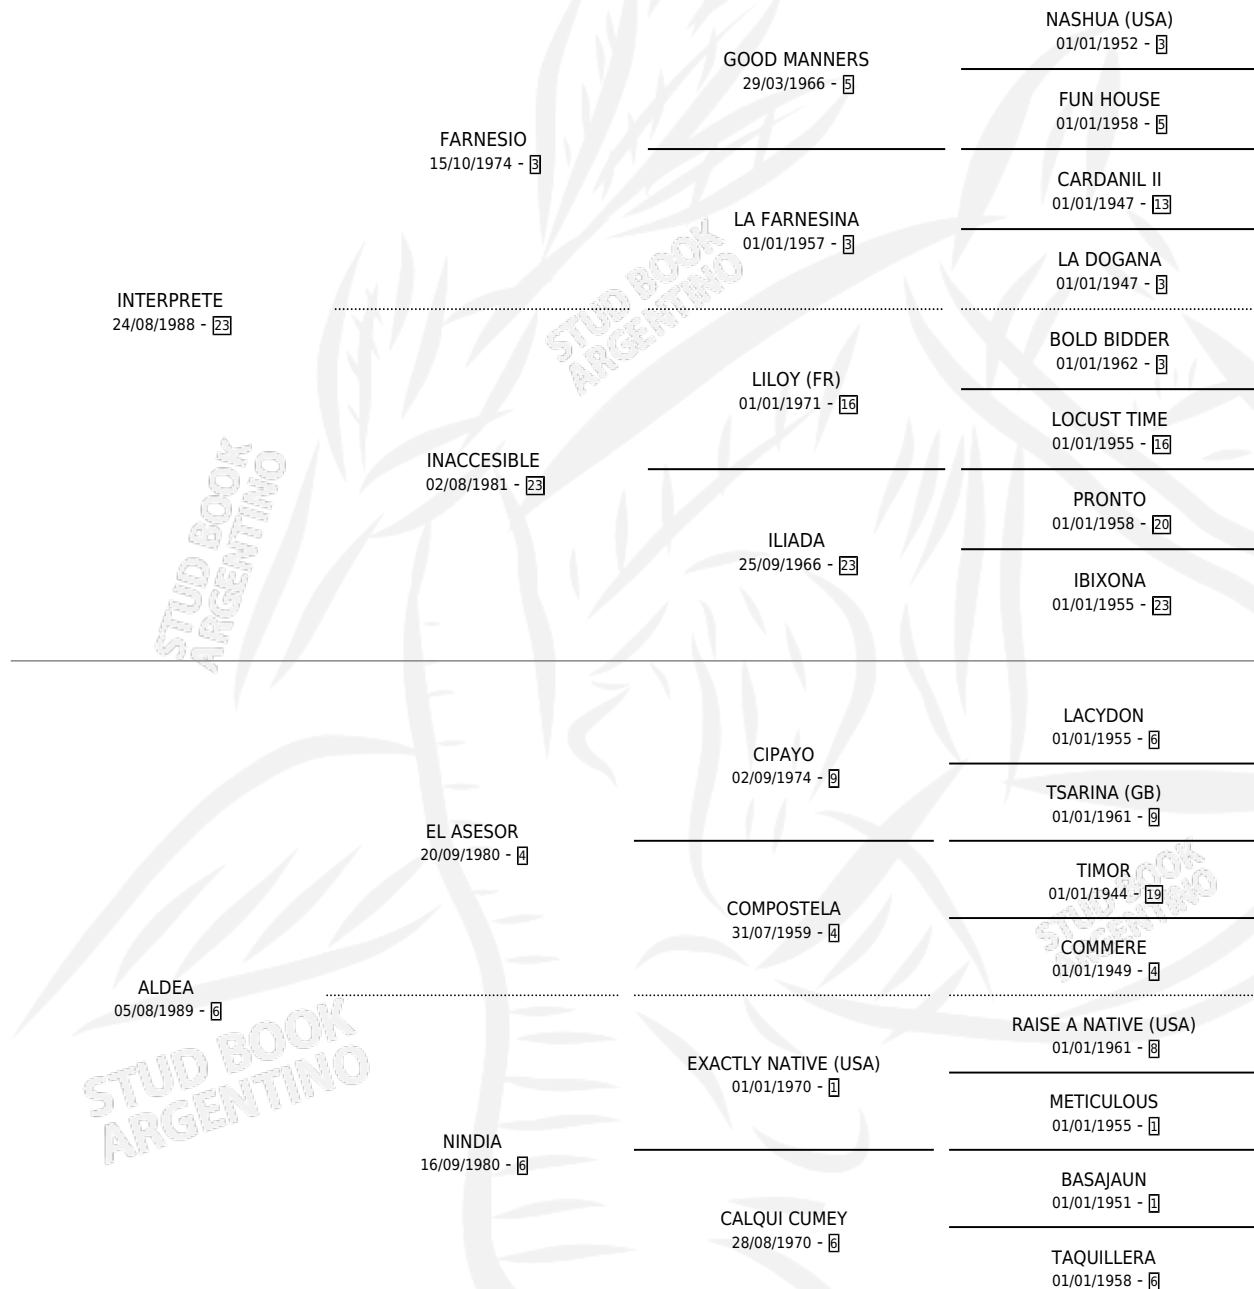 NASHUA (USA)
01/01/1952 - 3
GOOD MANNERS
29/03/1966 - 5
FUN HOUSE
01/01/1958 - 5
FARNESIO
15/10/1974 - 3
CARDANIL II
01/01/1947 - 13
LA FARNESINA
01/01/1957 - 3
LA DOGANA
01/01/1947 - 3
INTERPRETE
24/08/1988 - 23
BOLD BIDDER
01/01/1962 - 3
LILOY (FR)
01/01/1971 - 16
LOCUST TIME
01/01/1955 - 16
INACCESIBLE
02/08/1981 - 23
PRONTO
01/01/1958 - 20
ILIADA
25/09/1966 - 23
IBIXONA
01/01/1955 - 23
LACYDON
01/01/1955 - 6
CIPAYO
02/09/1974 - 9
TSARINA (GB)
01/01/1961 - 9
EL ASESOR
20/09/1980 - 4
TIMOR
01/01/1944 - 19
COMPOSTELA
31/07/1959 - 4
COMMERE
01/01/1949 - 4
ALDEA
05/08/1989 - 6
RAISE A NATIVE (USA)
01/01/1961 - 8
EXACTLY NATIVE (USA)
01/01/1970 - 1
METICULOUS
01/01/1955 - 1
NINDIA
16/09/1980 - 6
BASAJAUN
01/01/1951 - 1
CALQUI CUMEY
28/08/1970 - 6
TAQUILLERA
01/01/1958 - 6
STUD BOOK
ARGENTINO
STUD BOOK
ARGENTINO
STUD BOOK
ARGENTINO
STUD BOOK
ARGENTINO